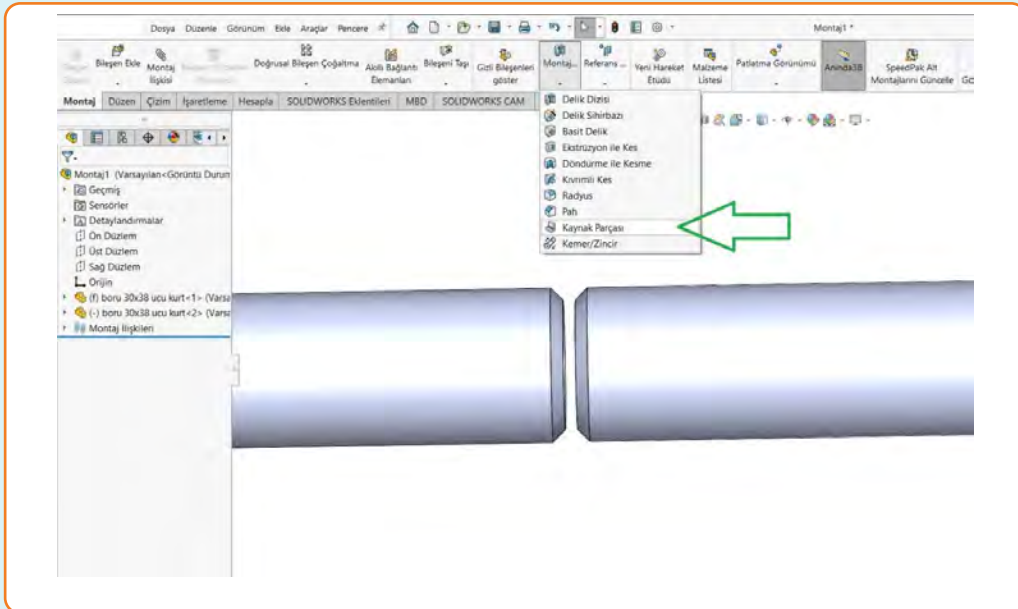 Dosya Düzenle Görünüm Ekle Araçlar Pencere Montaj1 *
Bileşen Ekle Montaj İlişkisi Doğrusal Bileşen Çoğaltma Akıllı Bağlantı Elemanları Bileşeni Taşı Gizli Bileşenleri göster Montaj... Referans ... Yeni Hareket Etüdü Malzeme Listesi Patlatma Görünümü Anında3B SpeedPak Alt Montajlarını Güncelle
Montaj Düzen Çizim İşaretleme Hesapla SOLIDWORKS Eklentileri MBD SOLIDWORKS CAM
Delik Dizisi
Delik Sihirbazı
Basit Delik
Ekstrüzyon ile Kes
Döndürme ile Kesme
Kıvrımlı Kes
Radyus
Pah
Kaynak Parçası
Kemer/Zincir
Montaj1 (Varsayılan<Görüntü Durum
Geçmiş
Sensörler
Detaylandırmalar
Ön Düzlem
Üst Düzlem
Sağ Düzlem
Orijin
(f) boru 30x38 ucu kurt<1> (Varsa
(-) boru 30x38 ucu kurt<2> (Varsa
Montaj İlişkileri